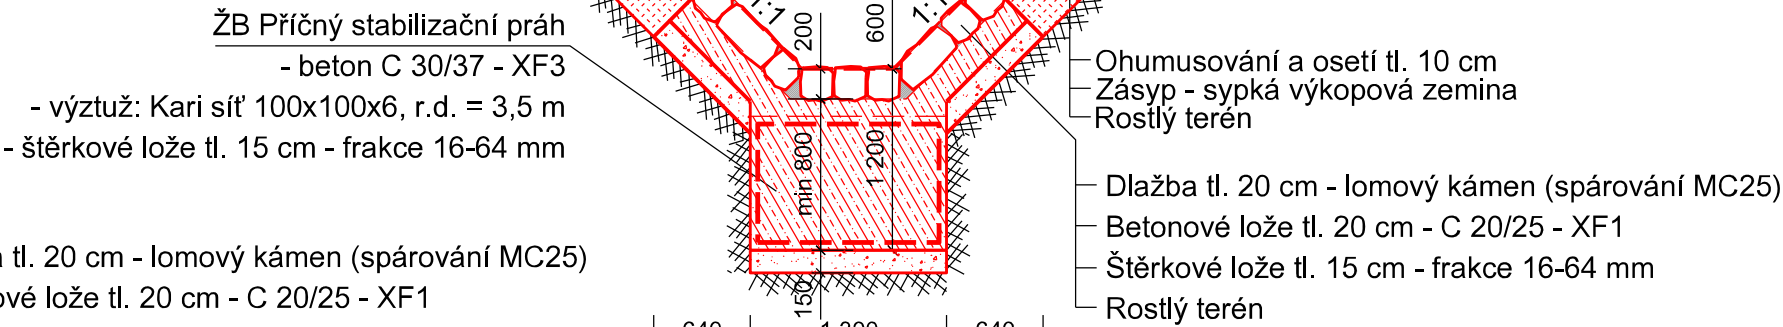 ŽB Příčný stabilizační práh
- beton C 30/37 - XF3
- výztuž: Kari síť 100x100x6, r.d. = 3,5 m
- štěrkové lože tl. 15 cm - frakce 16-64 mm
tl. 20 cm - lomový kámen (spárování MC25)
ové lože tl. 20 cm - C 20/25 - XF1
1:1
200
600
min 800
1 200
150
Ohumusování a osetí tl. 10 cm
Zásyp - sypká výkopová zemina
Rostlý terén
Dlažba tl. 20 cm - lomový kámen (spárování MC25)
Betonové lože tl. 20 cm - C 20/25 - XF1
Štěrkové lože tl. 15 cm - frakce 16-64 mm
Rostlý terén
640 1 300 640